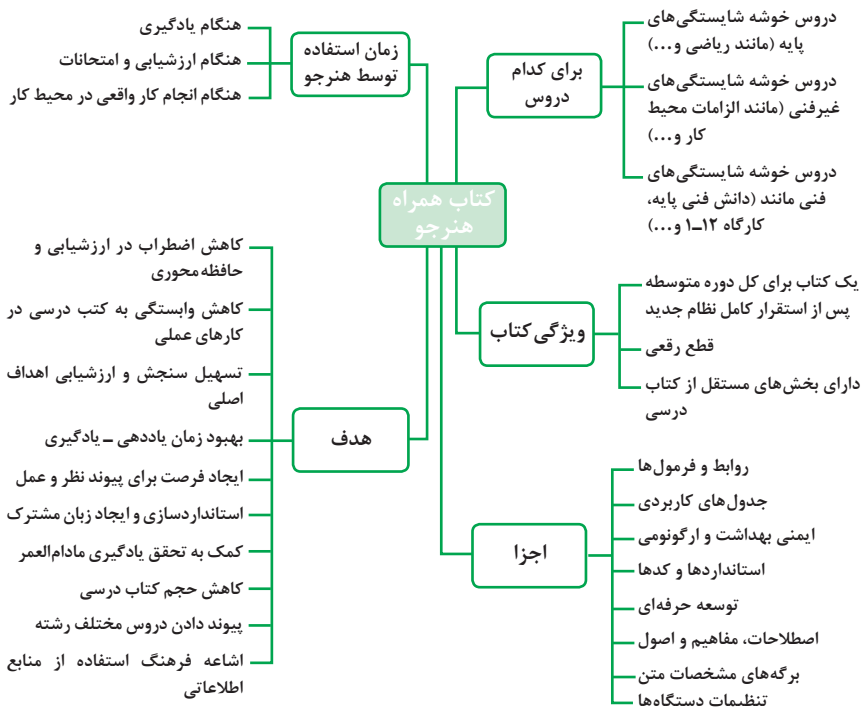 کتاب همراه
هنرجو
برای کدام
دروس
دروس خوشه شایستگی‌های
پایه (مانند ریاضی و...)
دروس خوشه شایستگی‌های
غیرفنی (مانند الزامات محیط
کار و...)
دروس خوشه شایستگی‌های
فنی مانند (دانش فنی پایه،
کارگاه ۱۲ـ۱ و...)
ویژگی کتاب
یک کتاب برای کل دوره متوسطه
پس از استقرار کامل نظام جدید
قطع رقعی
دارای بخش‌های مستقل از کتاب
درسی
اجزا
روابط و فرمول‌ها
جدول‌های کاربردی
ایمنی بهداشت و ارگونومی
استانداردها و کدها
توسعه حرفه‌ای
اصطلاحات، مفاهیم و اصول
برگه‌های مشخصات متن
تنظیمات دستگاه‌ها
زمان استفاده
توسط هنرجو
هنگام یادگیری
هنگام ارزشیابی و امتحانات
هنگام انجام کار واقعی در محیط کار
هدف
کاهش اضطراب در ارزشیابی و
حافظه‌محوری
کاهش وابستگی به کتب درسی در
کارهای عملی
تسهیل سنجش و ارزشیابی اهداف
اصلی
بهبود زمان یاددهی ـ یادگیری
ایجاد فرصت برای پیوند نظر و عمل
استانداردسازی و ایجاد زبان مشترک
کمک به تحقق یادگیری مادام‌العمر
کاهش حجم کتاب درسی
پیوند دادن دروس مختلف رشته
اشاعه فرهنگ استفاده از منابع
اطلاعاتی